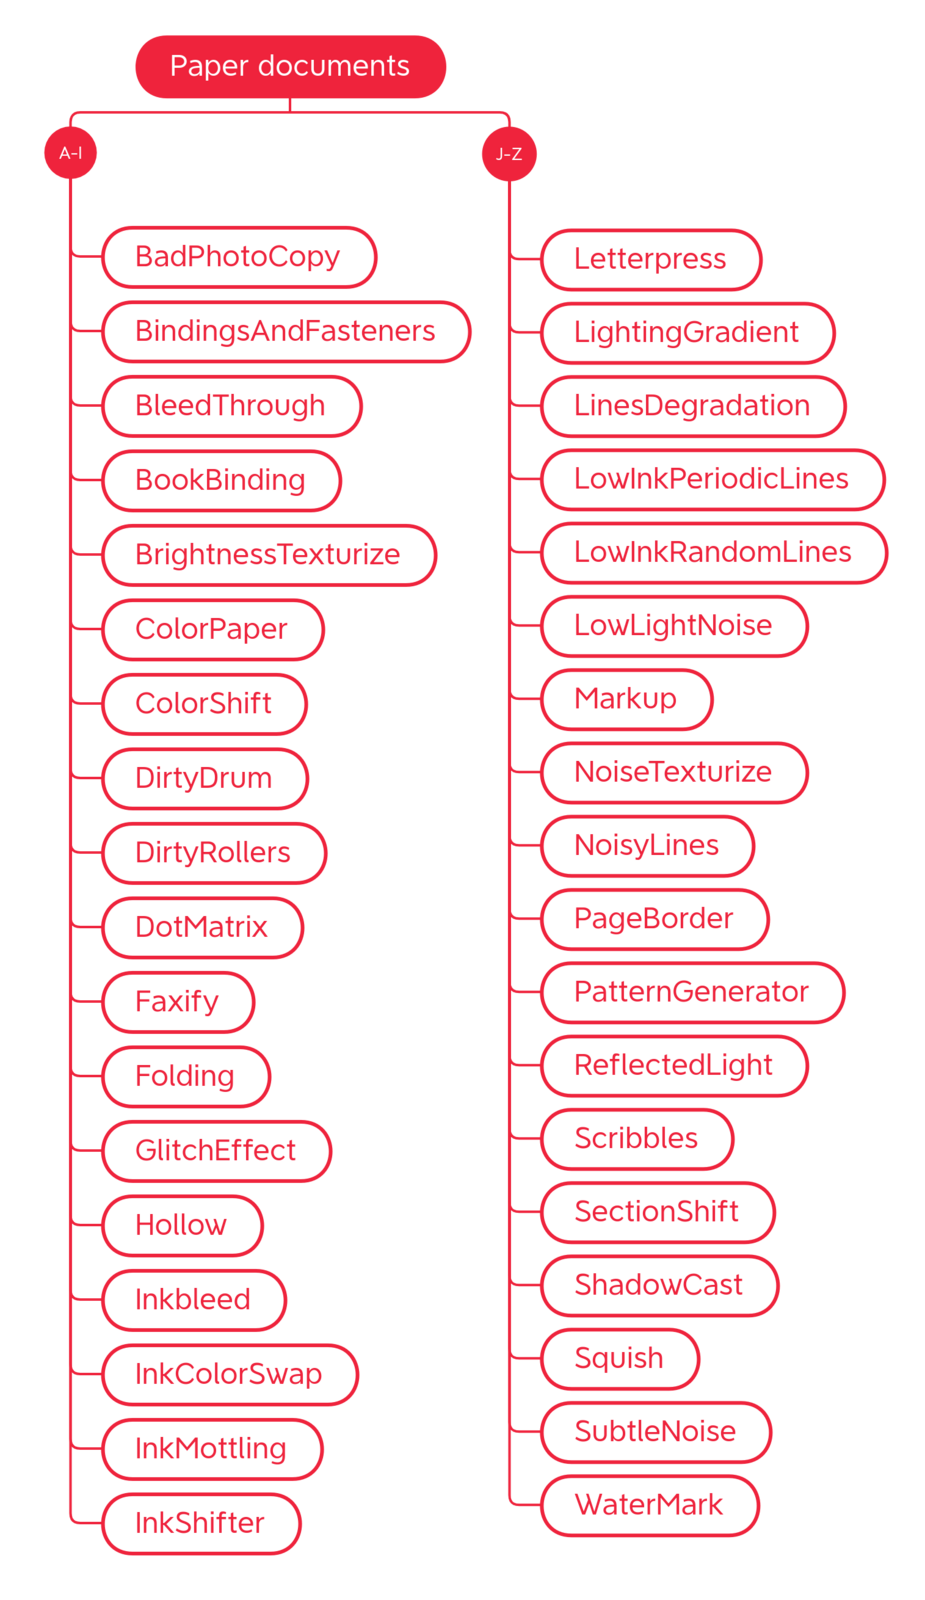 Paper documents
A-I
BadPhotoCopy
BindingsAndFasteners
BleedThrough
BookBinding
BrightnessTexturize
ColorPaper
ColorShift
DirtyDrum
DirtyRollers
DotMatrix
Faxify
Folding
GlitchEffect
Hollow
Inkbleed
InkColorSwap
InkMottling
InkShifter
J-Z
Letterpress
LightingGradient
LinesDegradation
LowInkPeriodicLines
LowInkRandomLines
LowLightNoise
Markup
NoiseTexturize
NoisyLines
PageBorder
PatternGenerator
ReflectedLight
Scribbles
SectionShift
ShadowCast
Squish
SubtleNoise
WaterMark